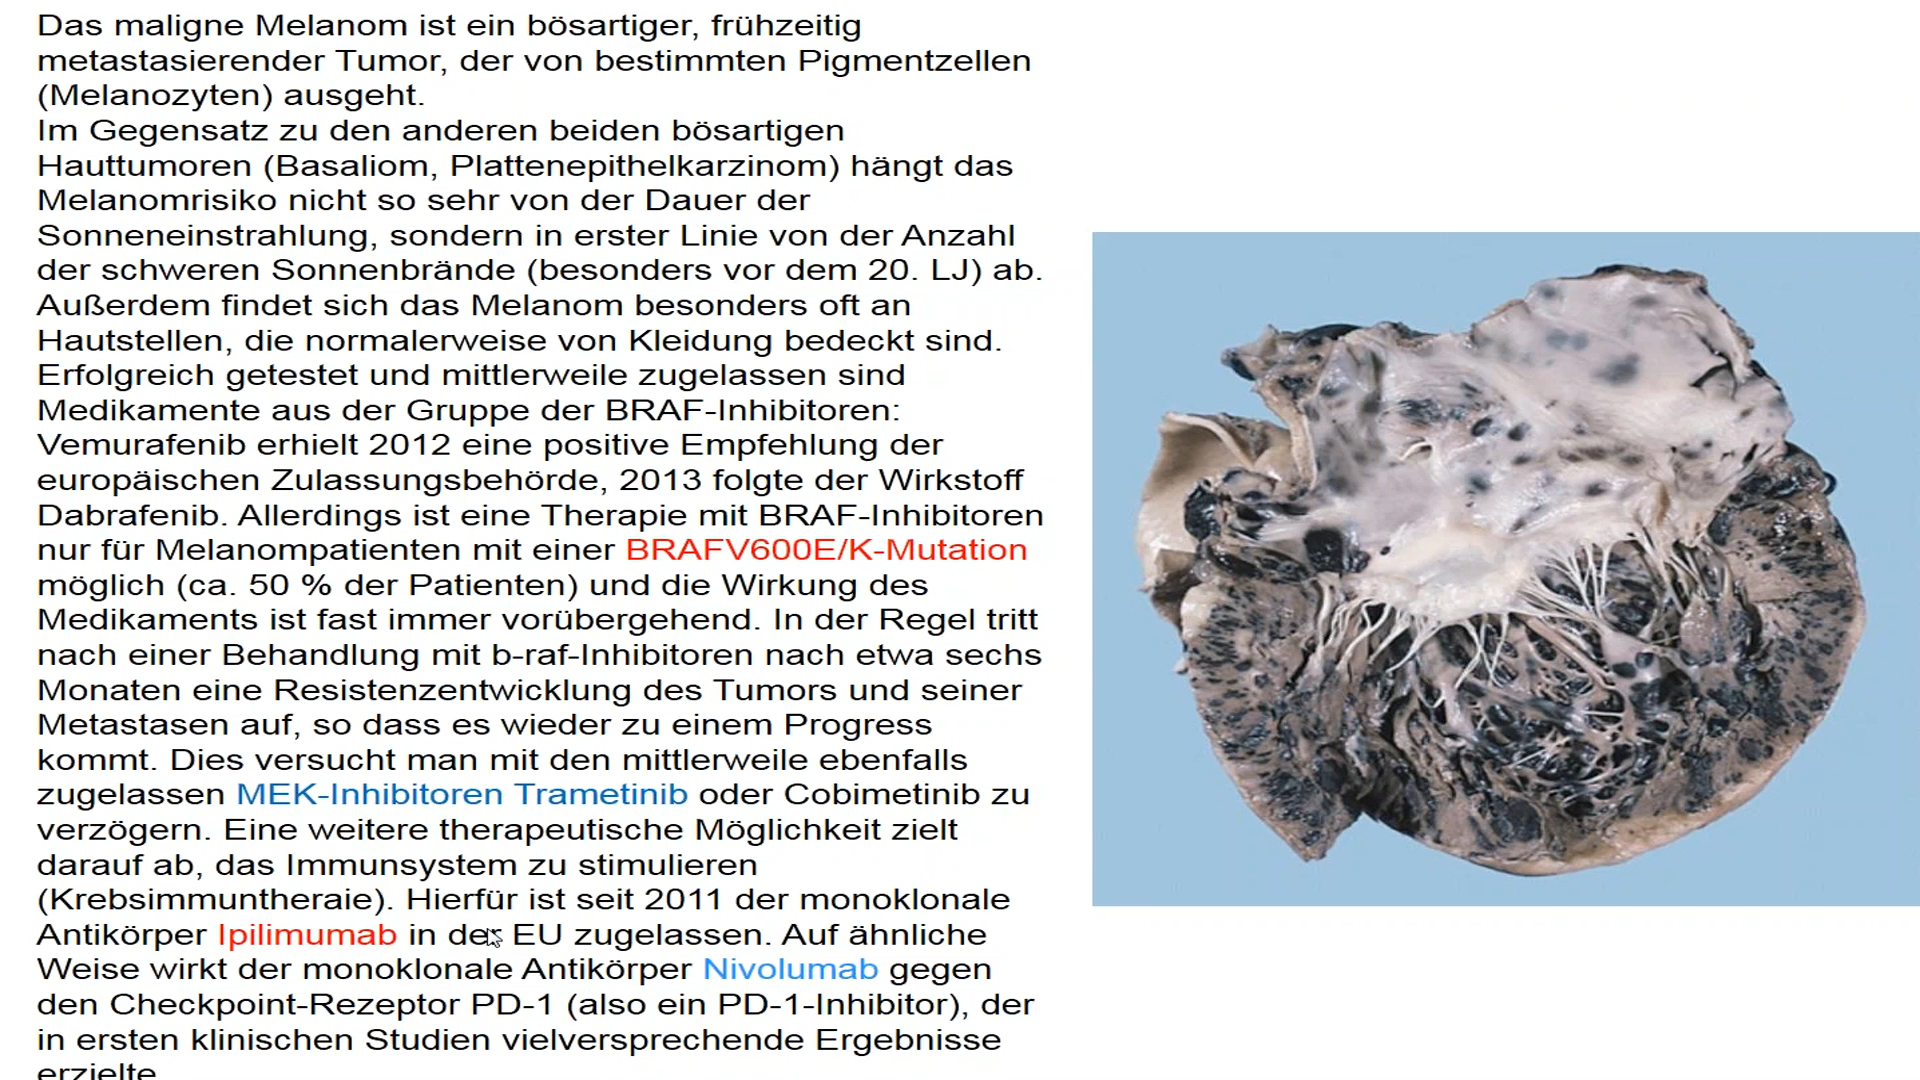 Das maligne Melanom ist ein bösartiger, frühzeitig
metastasierender Tumor, der von bestimmten Pigmentzellen
(Melanozyten) ausgeht.
Im Gegensatz zu den anderen beiden bösartigen
Hauttumoren (Basaliom, Plattenepithelkarzinom) hängt das
Melanomrisiko nicht so sehr von der Dauer der
Sonneneinstrahlung, sondern in erster Linie von der Anzahl
der schweren Sonnenbrände (besonders vor dem 20. LJ) ab.
Außerdem findet sich das Melanom besonders oft an
Hautstellen, die normalerweise von Kleidung bedeckt sind.
Erfolgreich getestet und mittlerweile zugelassen sind
Medikamente aus der Gruppe der BRAF-Inhibitoren:
Vemurafenib erhielt 2012 eine positive Empfehlung der
europäischen Zulassungsbehörde, 2013 folgte der Wirkstoff
Dabrafenib. Allerdings ist eine Therapie mit BRAF-Inhibitoren
nur für Melanompatienten mit einer BRAFV600E/K-Mutation
möglich (ca. 50 % der Patienten) und die Wirkung des
Medikaments ist fast immer vorübergehend. In der Regel tritt
nach einer Behandlung mit b-raf-Inhibitoren nach etwa sechs
Monaten eine Resistenzentwicklung des Tumors und seiner
Metastasen auf, so dass es wieder zu einem Progress
kommt. Dies versucht man mit den mittlerweile ebenfalls
zugelassen MEK-Inhibitoren Trametinib oder Cobimetinib zu
verzögern. Eine weitere therapeutische Möglichkeit zielt
darauf ab, das Immunsystem zu stimulieren
(Krebsimmuntheraie). Hierfür ist seit 2011 der monoklonale
Antikörper Ipilimumab in der EU zugelassen. Auf ähnliche
Weise wirkt der monoklonale Antikörper Nivolumab gegen
den Checkpoint-Rezeptor PD-1 (also ein PD-1-Inhibitor), der
in ersten klinischen Studien vielversprechende Ergebnisse
erzielte